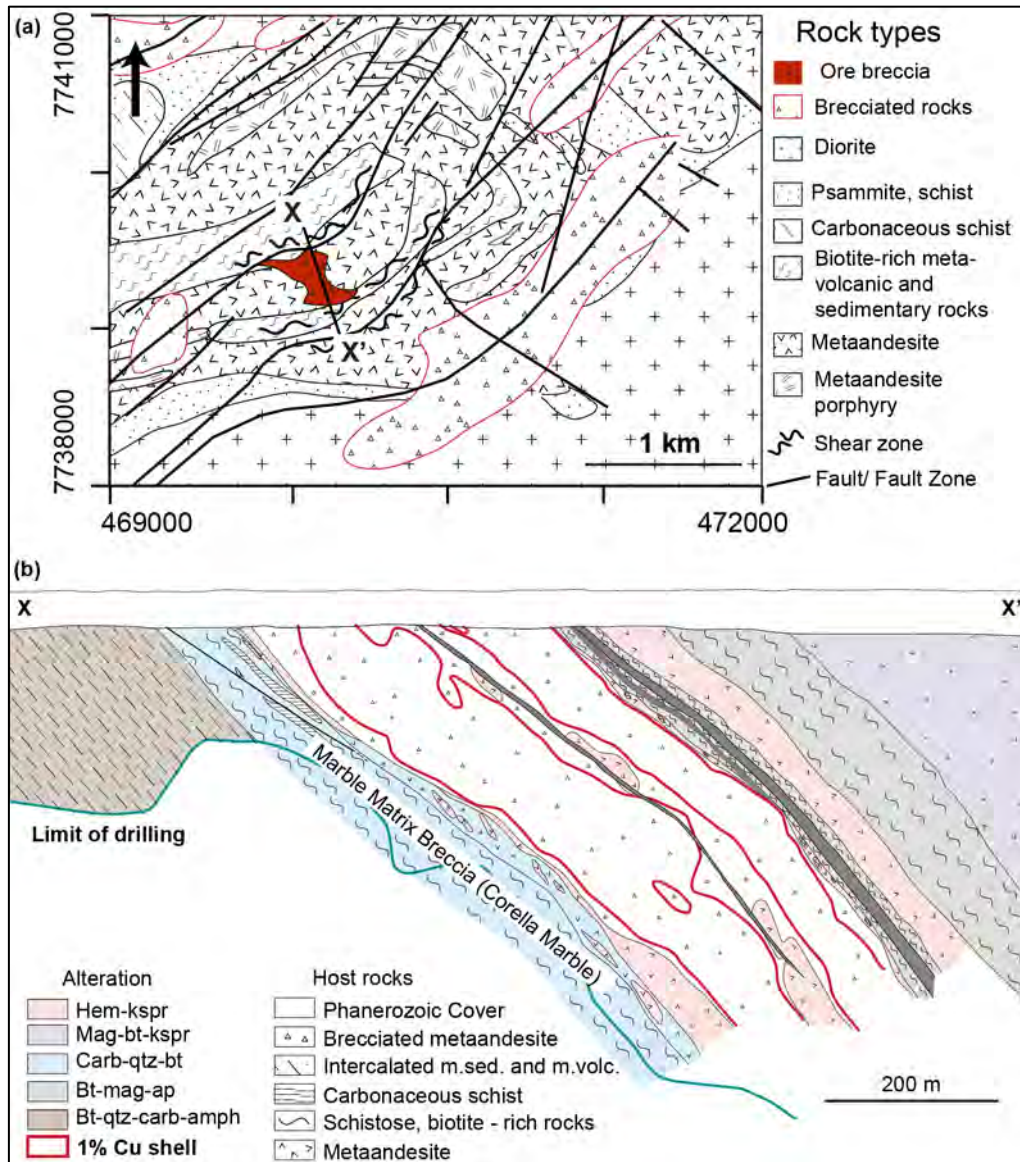 (a)
7741000
7738000
469000
472000
X
X'
1 km
Rock types
Ore breccia
Brecciated rocks
Diorite
Psammite, schist
Carbonaceous schist
Biotite-rich meta-
volcanic and
sedimentary rocks
Metaandesite
Metaandesite
porphyry
Shear zone
Fault/ Fault Zone
(b)
X
X'
Marble Matrix Breccia (Corella Marble)
Limit of drilling
Alteration
Hem-kspr
Mag-bt-kspr
Carb-qtz-bt
Bt-mag-ap
Bt-qtz-carb-amph
1% Cu shell
Host rocks
Phanerozoic Cover
Brecciated metaandesite
Intercalated m.sed. and m.volc.
Carbonaceous schist
Schistose, biotite - rich rocks
Metaandesite
200 m